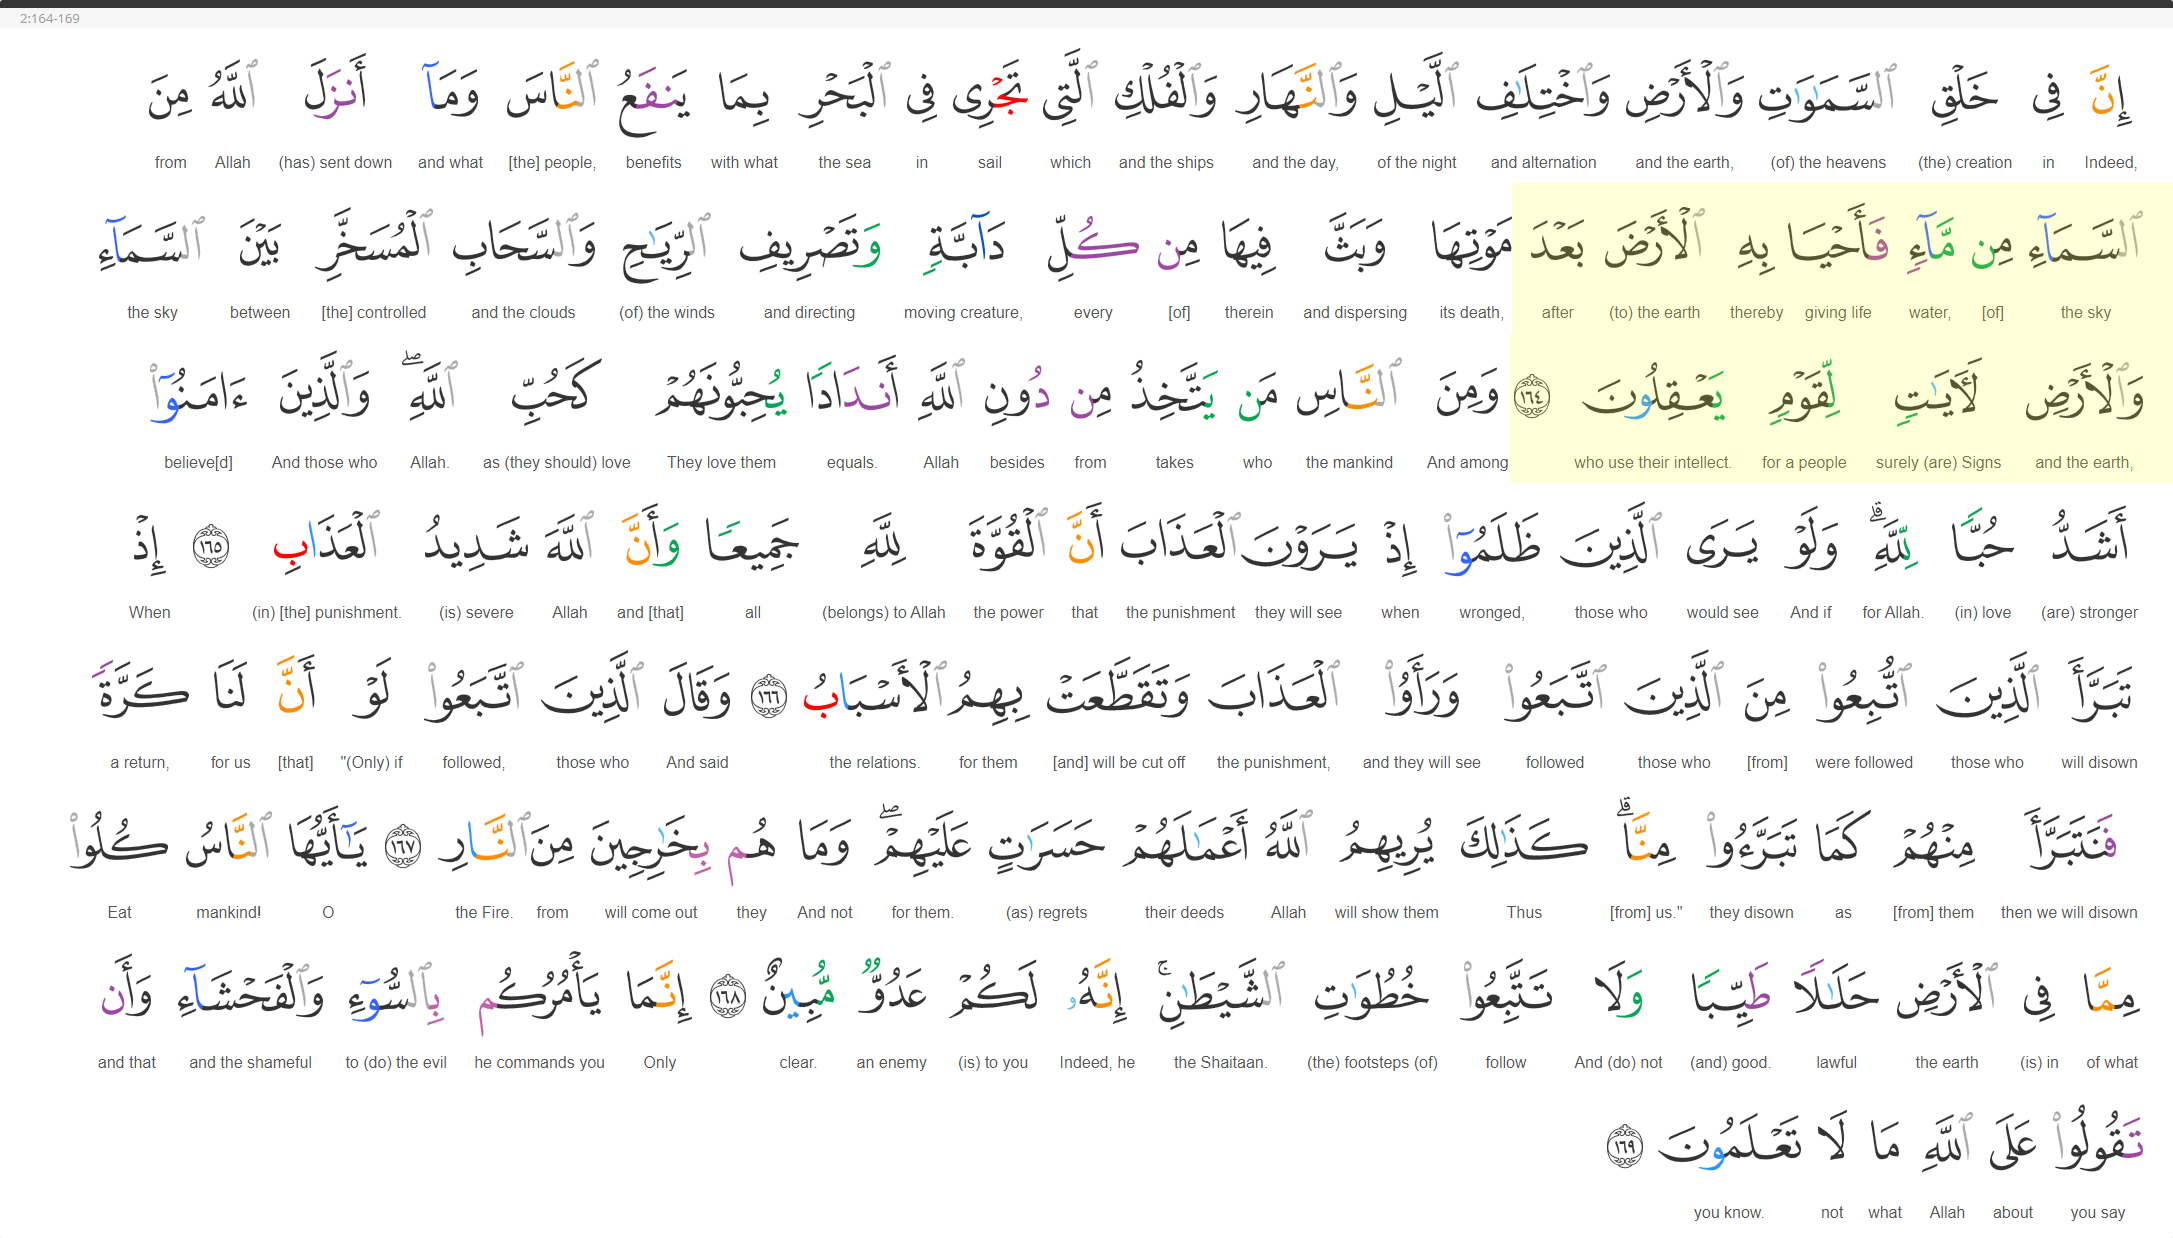 2:164-169
إِنَّ فِى خَلْقِ ٱلسَّمَـٰوَٰتِ وَٱلْأَرْضِ وَٱخْتِلَـٰفِ ٱلَّيْلِ وَٱلنَّهَارِ وَٱلْفُلْكِ ٱلَّتِى تَجْرِى فِى ٱلْبَحْرِ بِمَا يَنفَعُ ٱلنَّاسَ وَمَآ أَنزَلَ ٱللَّهُ مِنَ
Indeed, in (the) creation (of) the heavens and the earth, and alternation of the night and the day, and the ships which sail in the sea with what benefits [the] people, and what (has) sent down Allah from
ٱلسَّمَآءِ مِن مَّآءٍ فَأَحْيَا بِهِ ٱلْأَرْضَ بَعْدَ مَوْتِهَا وَبَثَّ فِيهَا مِن كُلِّ دَآبَّةٍ وَتَصْرِيفِ ٱلرِّيَـٰحِ وَٱلسَّحَابِ ٱلْمُسَخَّرِ بَيْنَ ٱلسَّمَآءِ
the sky [of] water, giving life thereby (to) the earth after its death, and dispersing therein [of] every moving creature, and directing (of) the winds and the clouds [the] controlled between the sky
وَٱلْأَرْضِ لَـَٔايَـٰتٍ لِّقَوْمٍ يَعْقِلُونَ ١٦٤ وَمِنَ ٱلنَّاسِ مَن يَتَّخِذُ مِن دُونِ ٱللَّهِ أَندَادًا يُحِبُّونَهُمْ كَحُبِّ ٱللَّهِ ۖ وَٱلَّذِينَ ءَامَنُوٓا۟
and the earth, surely (are) Signs for a people who use their intellect. And among the mankind who takes from besides Allah equals. They love them as (they should) love Allah. And those who believe[d]
أَشَدُّ حُبًّا لِّلَّهِ ۗ وَلَوْ يَرَى ٱلَّذِينَ ظَلَمُوٓا۟ إِذْ يَرَوْنَ ٱلْعَذَابَ أَنَّ ٱلْقُوَّةَ لِلَّهِ جَمِيعًا وَأَنَّ ٱللَّهَ شَدِيدُ ٱلْعَذَابِ ١٦٥ إِذْ
(are) stronger (in) love for Allah. And if would see those who wronged, when they will see the punishment that the power (belongs) to Allah all and [that] Allah (is) severe (in) [the] punishment. When
تَبَرَّأَ ٱلَّذِينَ ٱتُّبِعُوا۟ مِنَ ٱلَّذِينَ ٱتَّبَعُوا۟ وَرَأَوُا۟ ٱلْعَذَابَ وَتَقَطَّعَتْ بِهِمُ ٱلْأَسْبَابُ ١٦٦ وَقَالَ ٱلَّذِينَ ٱتَّبَعُوا۟ لَوْ أَنَّ لَنَا كَرَّةً
will disown those who were followed [from] those who followed and they will see the punishment, [and] will be cut off for them the relations. And said those who followed, "(Only) if [that] for us a return,
فَنَتَبَرَّأَ مِنْهُمْ كَمَا تَبَرَّءُوا۟ مِنَّا ۗ كَذَٰلِكَ يُرِيهِمُ ٱللَّهُ أَعْمَـٰلَهُمْ حَسَرَٰتٍ عَلَيْهِمْ ۖ وَمَا هُم بِخَـٰرِجِينَ مِنَ ٱلنَّارِ ١٦٧ يَـٰٓأَيُّهَا ٱلنَّاسُ كُلُوا۟
then we will disown [from] them as they disown [from] us." Thus will show them Allah their deeds (as) regrets for them. And not they will come out from the Fire. O mankind! Eat
مِمَّا فِى ٱلْأَرْضِ حَلَـٰلًا طَيِّبًا وَلَا تَتَّبِعُوا۟ خُطُوَٰتِ ٱلشَّيْطَـٰنِ ۚ إِنَّهُۥ لَكُمْ عَدُوٌّ مُّبِينٌ ١٦٨ إِنَّمَا يَأْمُرُكُم بِٱلسُّوٓءِ وَٱلْفَحْشَآءِ وَأَن
of what (is) in the earth lawful (and) good. And (do) not follow (the) footsteps (of) the Shaitaan. Indeed, he (is) to you an enemy clear. Only he commands you to (do) the evil and the shameful and that
تَقُولُوا۟ عَلَى ٱللَّهِ مَا لَا تَعْلَمُونَ ١٦٩
you say about Allah what not you know.